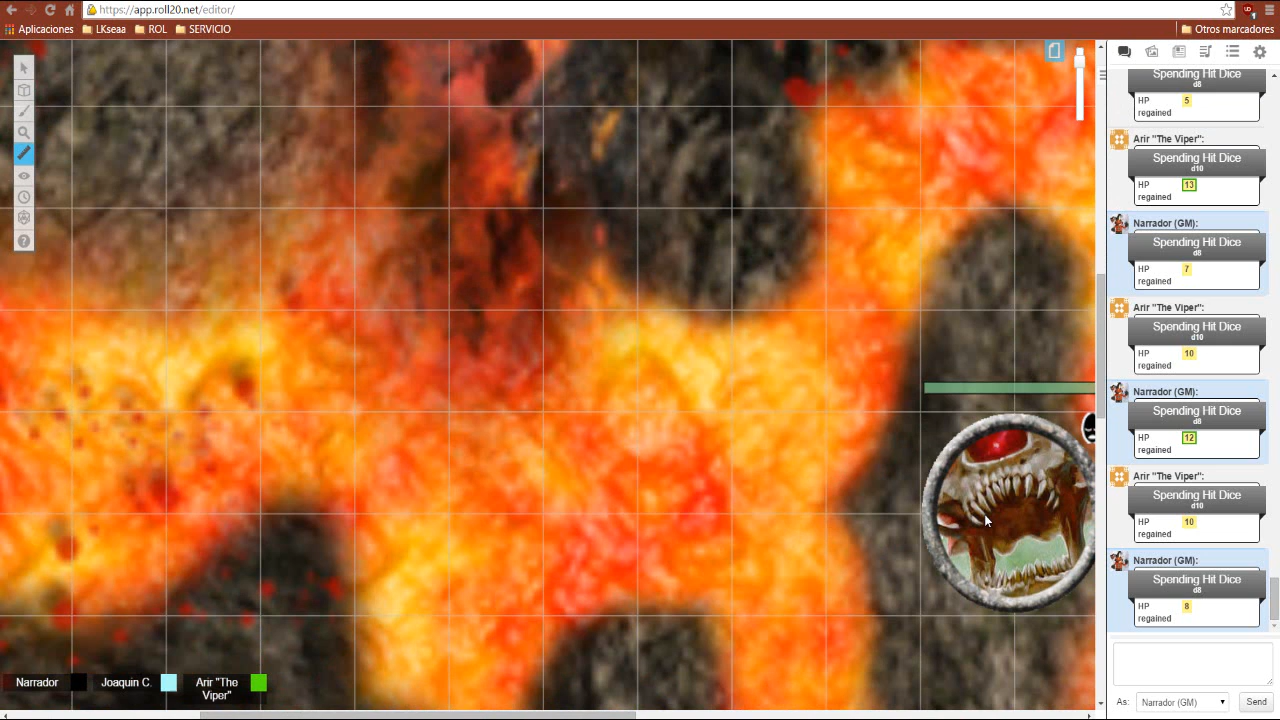 https://app.roll20.net/editor/
Aplicaciones LKseaa ROL SERVICIO Otros marcadores
Spending Hit Dice
d8
HP 5
regained
Arir "The Viper":
Spending Hit Dice
d10
HP 13
regained
Narrador (GM):
Spending Hit Dice
d8
HP 7
regained
Arir "The Viper":
Spending Hit Dice
d10
HP 10
regained
Narrador (GM):
Spending Hit Dice
d8
HP 12
regained
Arir "The Viper":
Spending Hit Dice
d10
HP 10
regained
Narrador (GM):
Spending Hit Dice
d8
HP 8
regained
Narrador Joaquin C. Arir "The
Viper"
As: Narrador (GM) Send